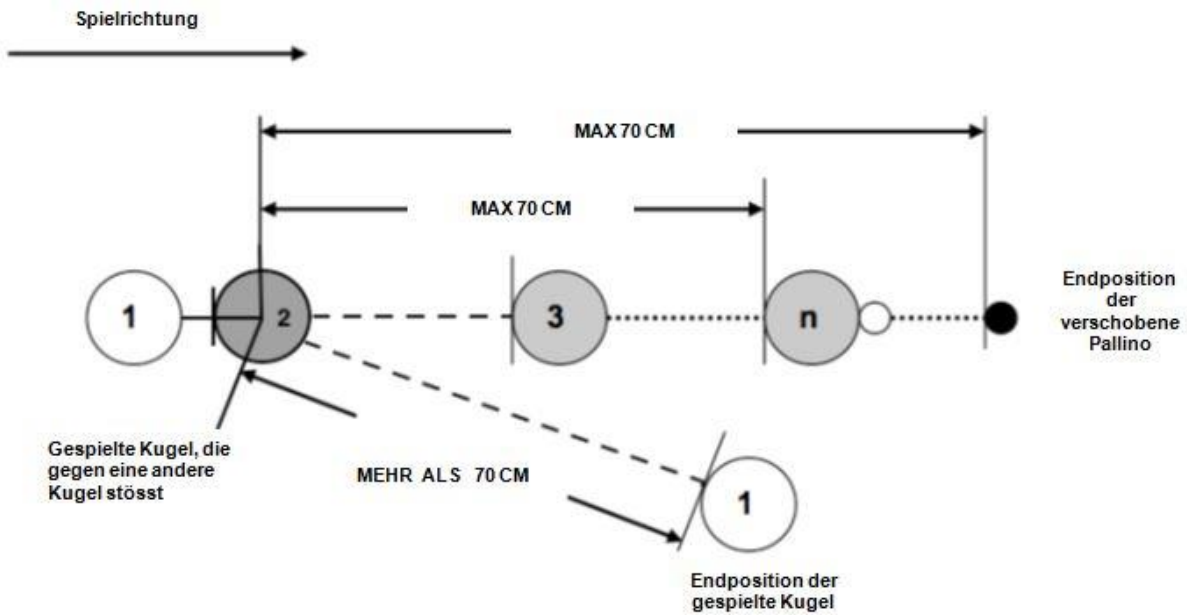 Spielrichtung
MAX 70 CM
MAX 70 CM
1
2
3
n
Endposition
der
verschobene
Pallino
Gespielte Kugel, die
gegen eine andere
Kugel stösst
MEHR ALS 70 CM
1
Endposition der
gespielte Kugel